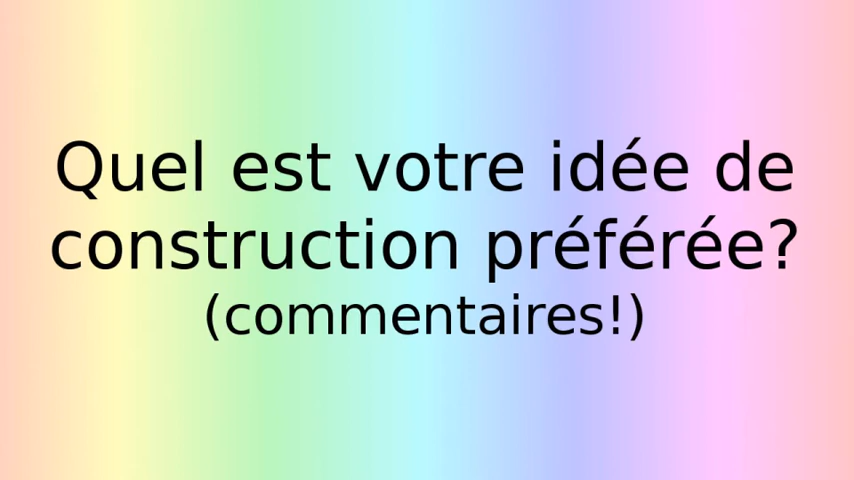 Quel est votre idée de
construction préférée?
(commentaires!)